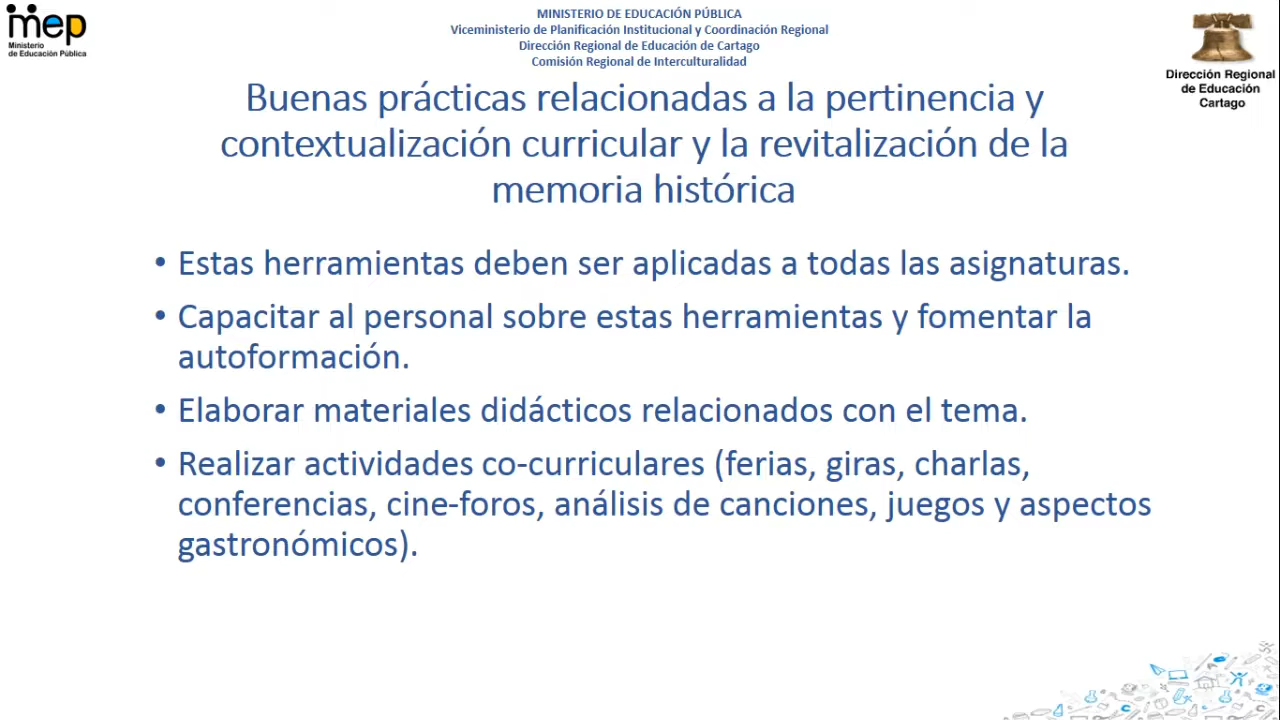 mep
Ministerio
de Educación Pública
MINISTERIO DE EDUCACIÓN PÚBLICA
Viceministerio de Planificación Institucional y Coordinación Regional
Dirección Regional de Educación de Cartago
Comisión Regional de Interculturalidad
Dirección Regional
de Educación
Cartago
Buenas prácticas relacionadas a la pertinencia y
contextualización curricular y la revitalización de la
memoria histórica
• Estas herramientas deben ser aplicadas a todas las asignaturas.
• Capacitar al personal sobre estas herramientas y fomentar la
autoformación.
• Elaborar materiales didácticos relacionados con el tema.
• Realizar actividades co-curriculares (ferias, giras, charlas,
conferencias, cine-foros, análisis de canciones, juegos y aspectos
gastronómicos).